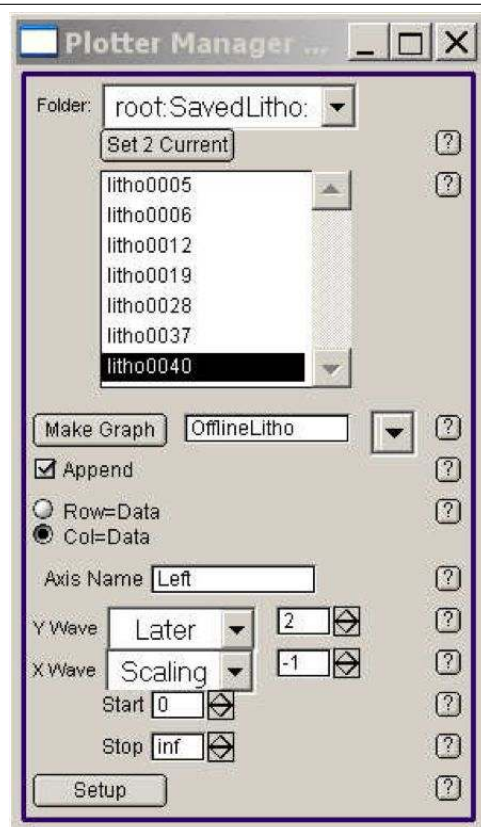 Plotter Manager ...
Folder: root:SavedLitho:
Set 2 Current ?
litho0005 ?
litho0006
litho0012
litho0019
litho0028
litho0037
litho0040
Make Graph OfflineLitho ?
Append ?
Row=Data ?
Col=Data
Axis Name Left ?
Y Wave Later 2 ?
X Wave Scaling -1 ?
Start 0 ?
Stop inf ?
Setup ?